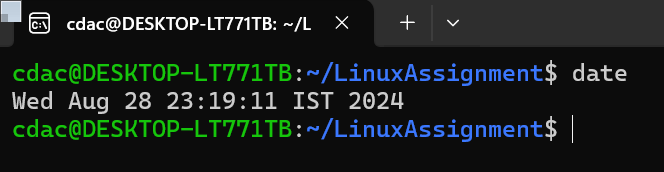 cdac@DESKTOP-LT771TB: ~/L
cdac@DESKTOP-LT771TB:~/LinuxAssignment$ date
Wed Aug 28 23:19:11 IST 2024
cdac@DESKTOP-LT771TB:~/LinuxAssignment$